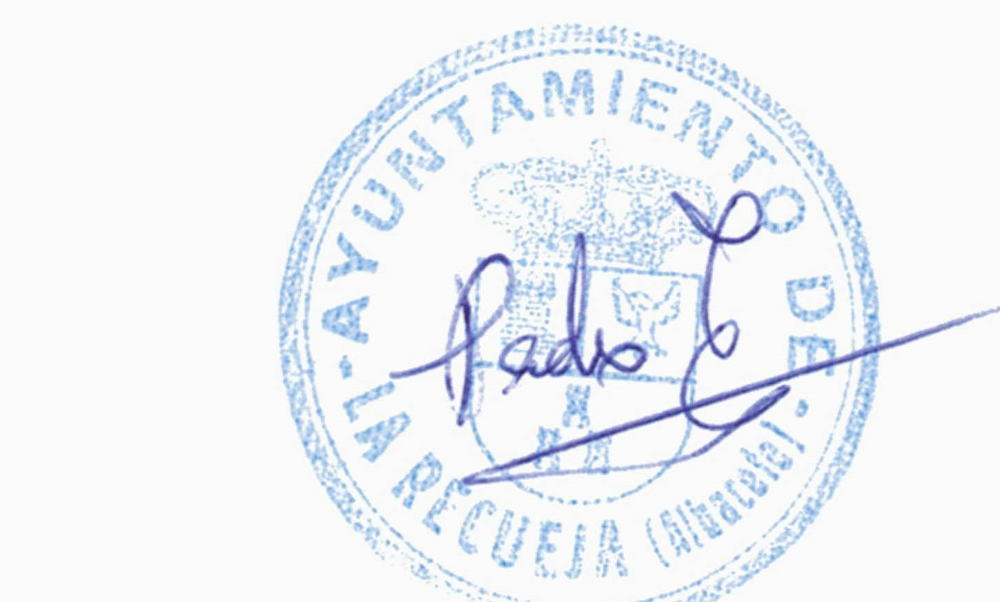 AYUNTAMIENTO DE
LA RECUEJA (Albacete)
Pedro